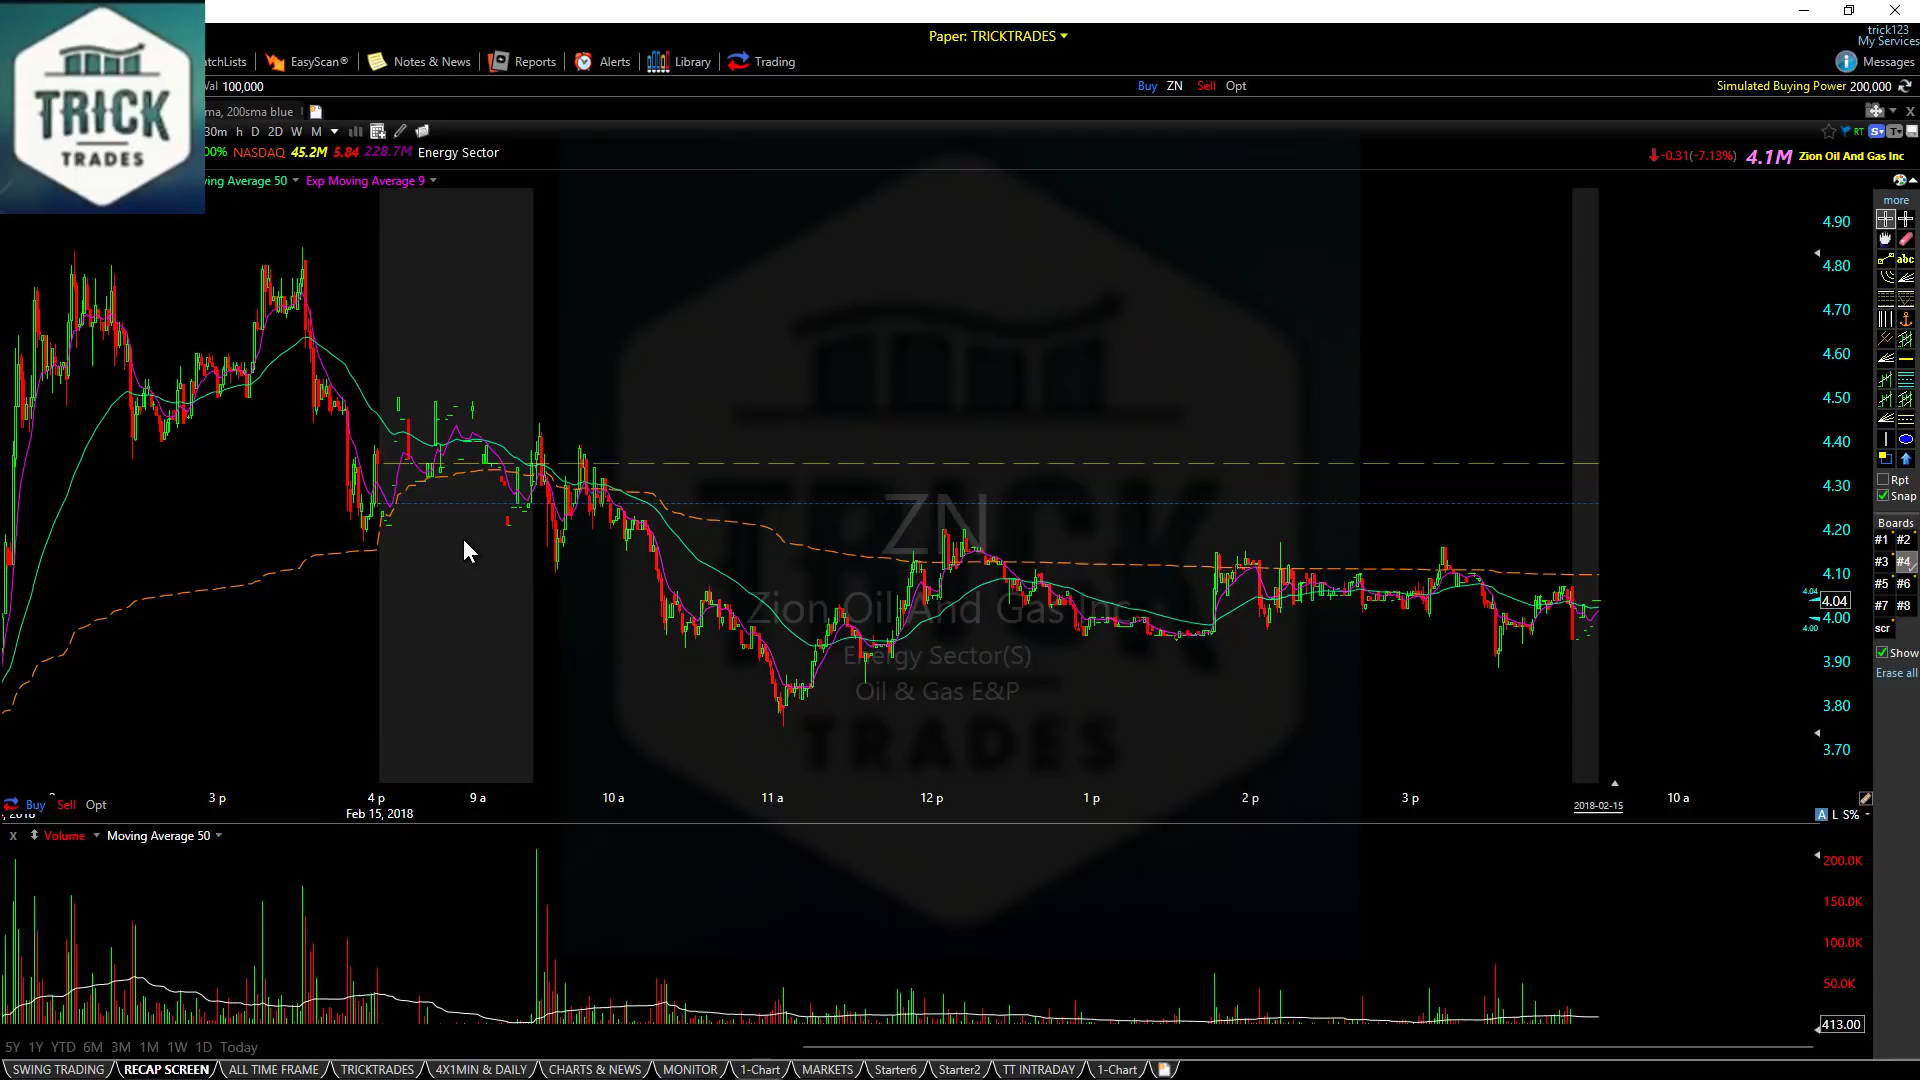 TRICK
TRADES
Paper: TRICKTRADES
trick123
My Services
atchLists
EasyScan®
Notes & News
Reports
Alerts
Library
Trading
Messages
Val 100,000
Buy ZN Sell Opt
Simulated Buying Power 200,000
ma, 200sma blue
30m h D 2D W M
RT S T
00% NASDAQ 45.2M 5.84 228.7M Energy Sector
-0.31(-7.13%) 4.1M Zion Oil And Gas Inc
ving Average 50 Exp Moving Average 9
more
abc
Rpt
Snap
Boards
#1 #2
#3 #4
#5 #6
#7 #8
scr
Show
Erase all
4.90
4.80
4.70
4.60
4.50
4.40
4.30
4.20
4.10
4.04
4.04
4.00
4.00
3.90
3.80
3.70
ZN
Zion Oil And Gas Inc
Energy Sector(S)
Oil & Gas E&P
TRICK
TRADES
3 p 4 p 9 a 10 a 11 a 12 p 1 p 2 p 3 p 10 a
Buy Sell Opt
Feb 15, 2018
2018-02-15
A L S%
x Volume Moving Average 50
200.0K
150.0K
100.0K
50.0K
413.00
5Y 1Y YTD 6M 3M 1M 1W 1D Today
SWING TRADING RECAP SCREEN ALL TIME FRAME TRICKTRADES 4X1MIN & DAILY CHARTS & NEWS MONITOR 1-Chart MARKETS Starter6 Starter2 TT INTRADAY 1-Chart